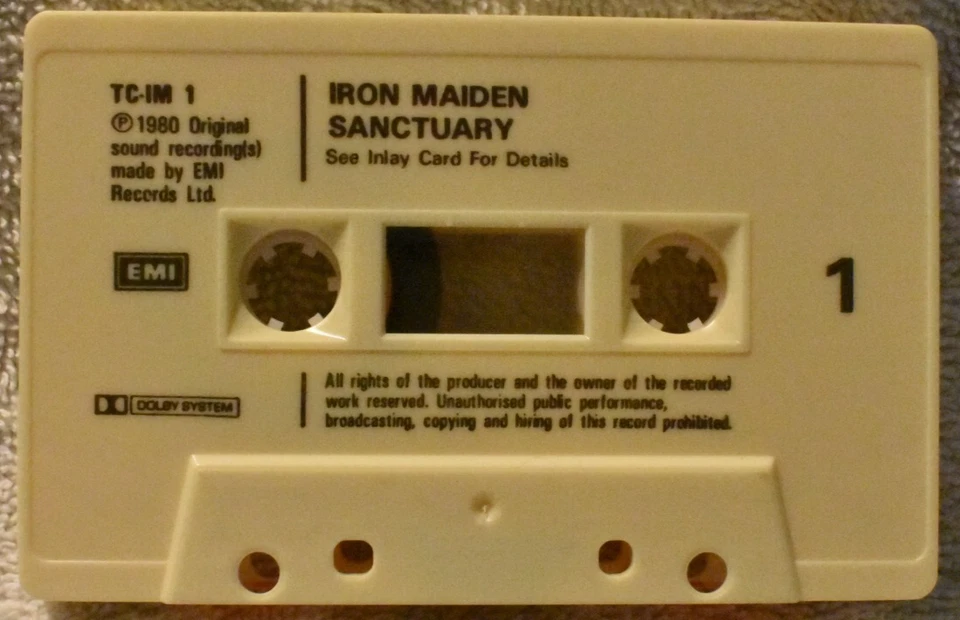 TC-IM 1
Ⓟ 1980 Original
sound recording(s)
made by EMI
Records Ltd.
IRON MAIDEN
SANCTUARY
See Inlay Card For Details
EMI
1
DOLBY SYSTEM
All rights of the producer and the owner of the recorded
work reserved. Unauthorised public performance,
broadcasting, copying and hiring of this record prohibited.